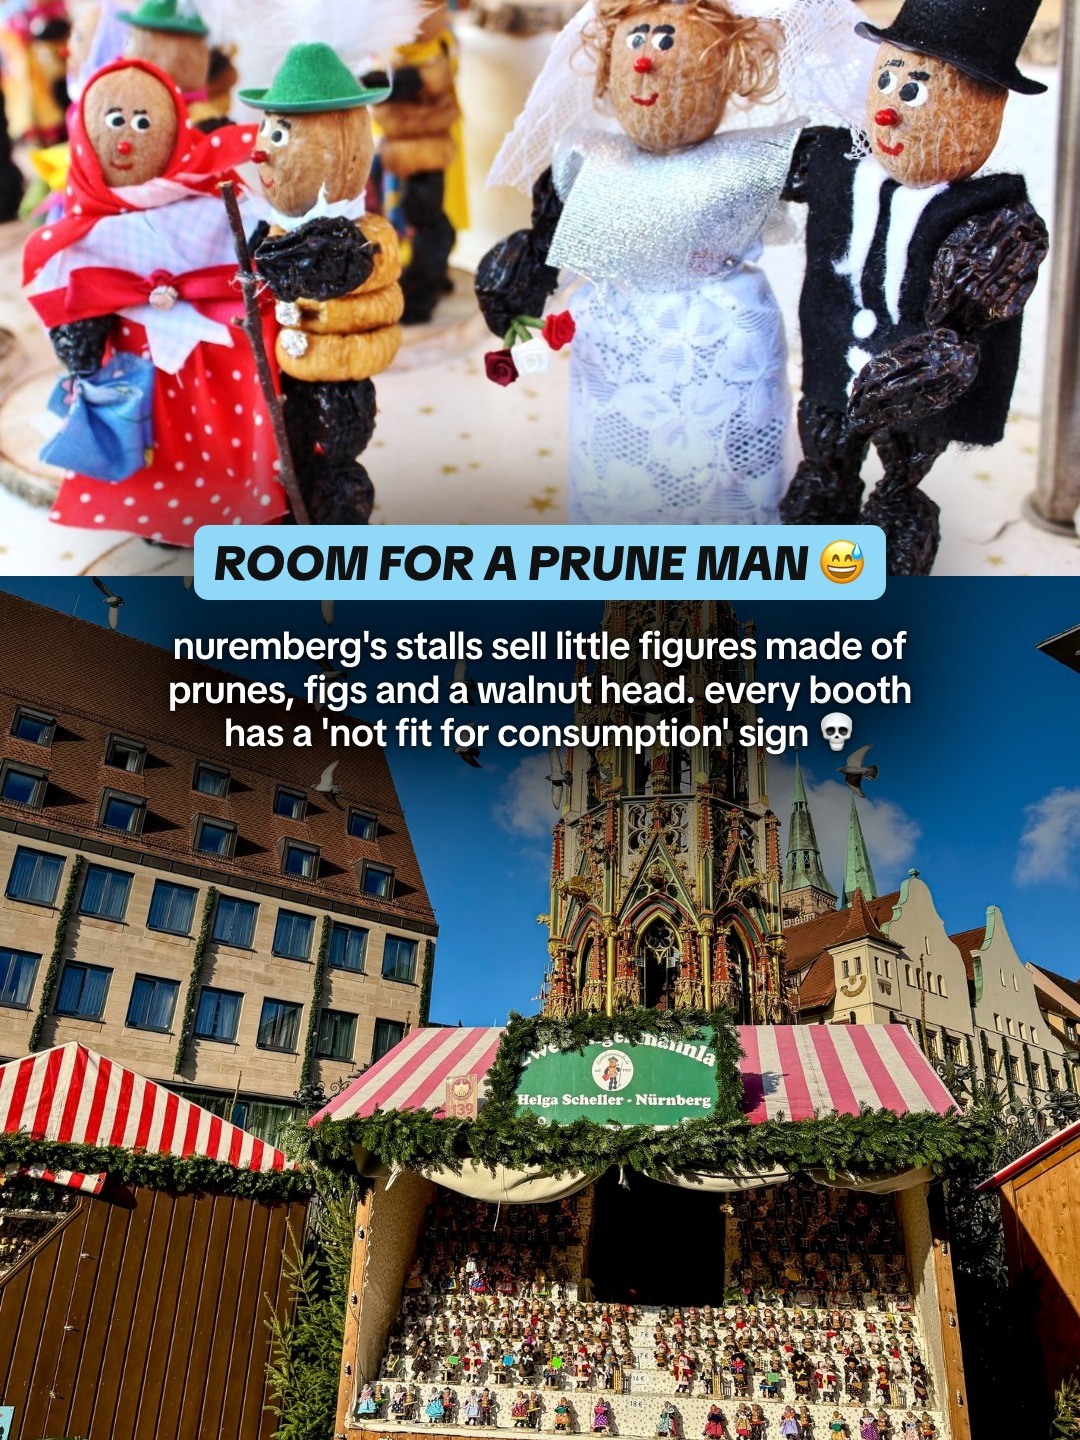 ROOM FOR A PRUNE MAN 😅
nuremberg's stalls sell little figures made of
prunes, figs and a walnut head. every booth
has a 'not fit for consumption' sign 💀
Helga Scheller - Nürnberg
139